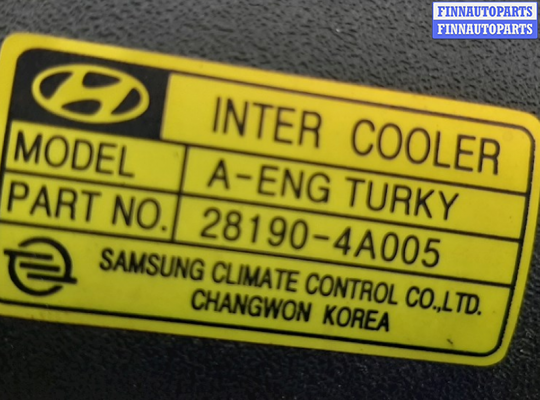 FINNAUTOPARTS
FINNAUTOPARTS
INTER COOLER
MODEL A-ENG TURKY
PART NO. 28190-4A005
SAMSUNG CLIMATE CONTROL CO.,LTD.
CHANGWON KOREA